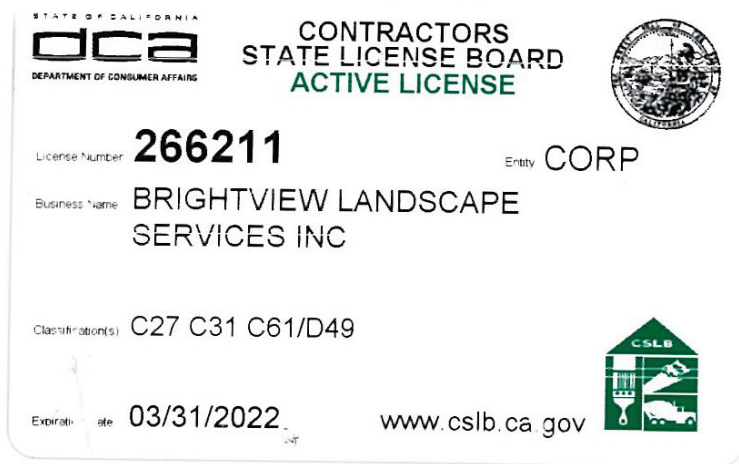 STATE OF CALIFORNIA
dca
DEPARTMENT OF CONSUMER AFFAIRS
CONTRACTORS
STATE LICENSE BOARD
ACTIVE LICENSE
License Number 266211
Entity CORP
Business Name BRIGHTVIEW LANDSCAPE
SERVICES INC
Classification(s) C27 C31 C61/D49
CSLB
Expirati ate 03/31/2022
www.cslb.ca.gov